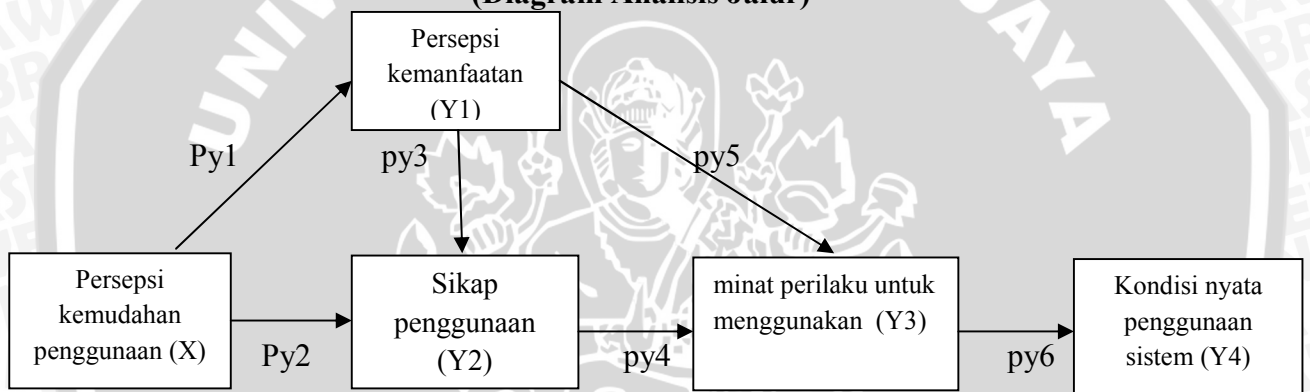 (Diagram Analisis Jalur)
Persepsi
kemanfaatan
(Y1)
Py1
py3
py5
Persepsi
kemudahan
penggunaan (X)
Py2
Sikap
penggunaan
(Y2)
py4
minat perilaku untuk
menggunakan (Y3)
py6
Kondisi nyata
penggunaan
sistem (Y4)